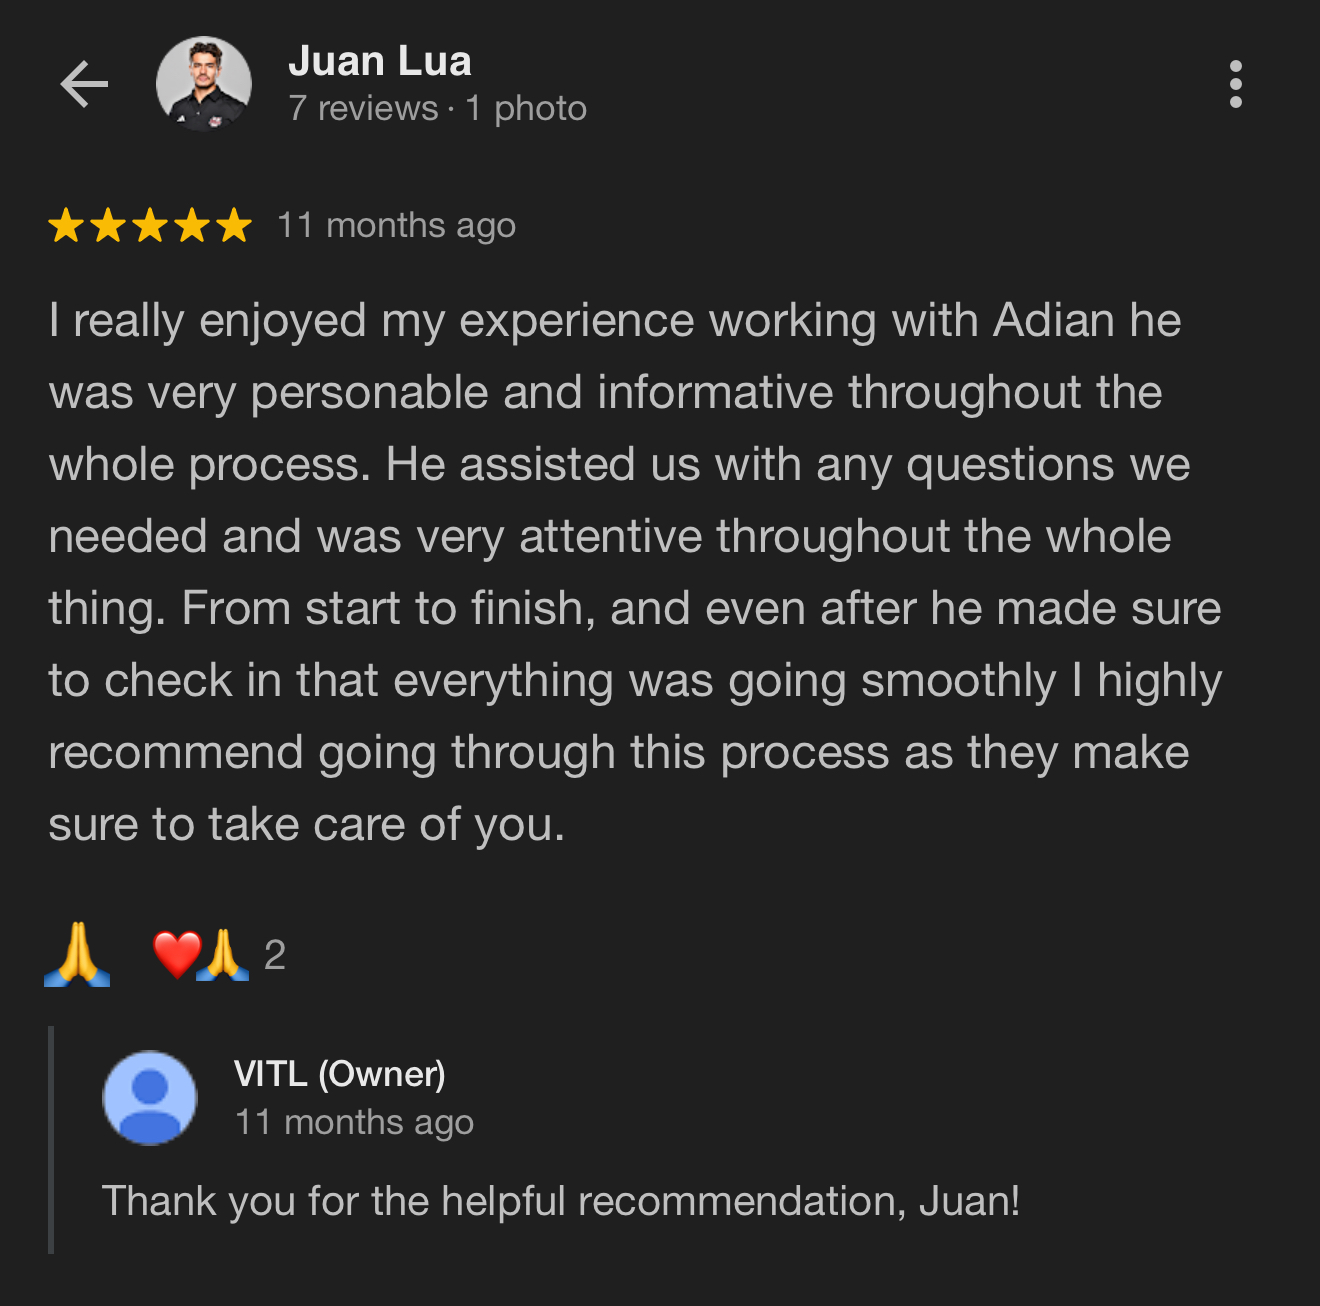 Juan Lua
7 reviews · 1 photo
11 months ago
I really enjoyed my experience working with Adian he
was very personable and informative throughout the
whole process. He assisted us with any questions we
needed and was very attentive throughout the whole
thing. From start to finish, and even after he made sure
to check in that everything was going smoothly I highly
recommend going through this process as they make
sure to take care of you.
2
VITL (Owner)
11 months ago
Thank you for the helpful recommendation, Juan!